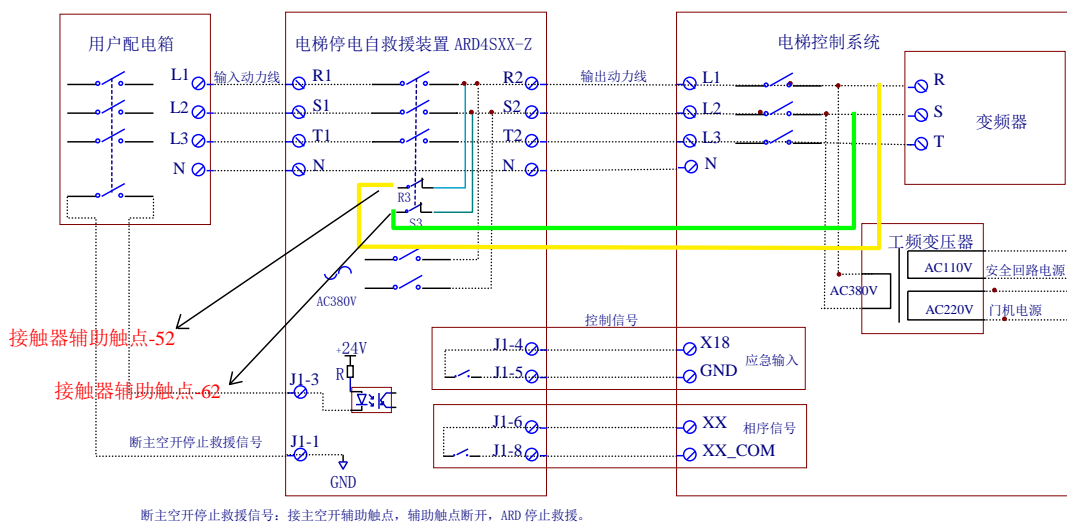 用户配电箱
电梯停电自救援装置 ARD4SXX-Z
电梯控制系统
L1
输入动力线
R1
R2
输出动力线
L1
R
L2
S1
S2
L2
S
变频器
L3
T1
T2
L3
T
N
N
N
N
R3
S3
工频变压器
AC380V
AC380V
AC110V
安全回路电源
AC220V
门机电源
控制信号
接触器辅助触点-52
+24V
J1-4
X18
应急输入
R
J1-5
GND
接触器辅助触点-62
J1-3
J1-6
XX
相序信号
断主空开停止救援信号
J1-1
J1-8
XX_COM
GND
断主空开停止救援信号：接主空开辅助触点，辅助触点断开，ARD 停止救援。